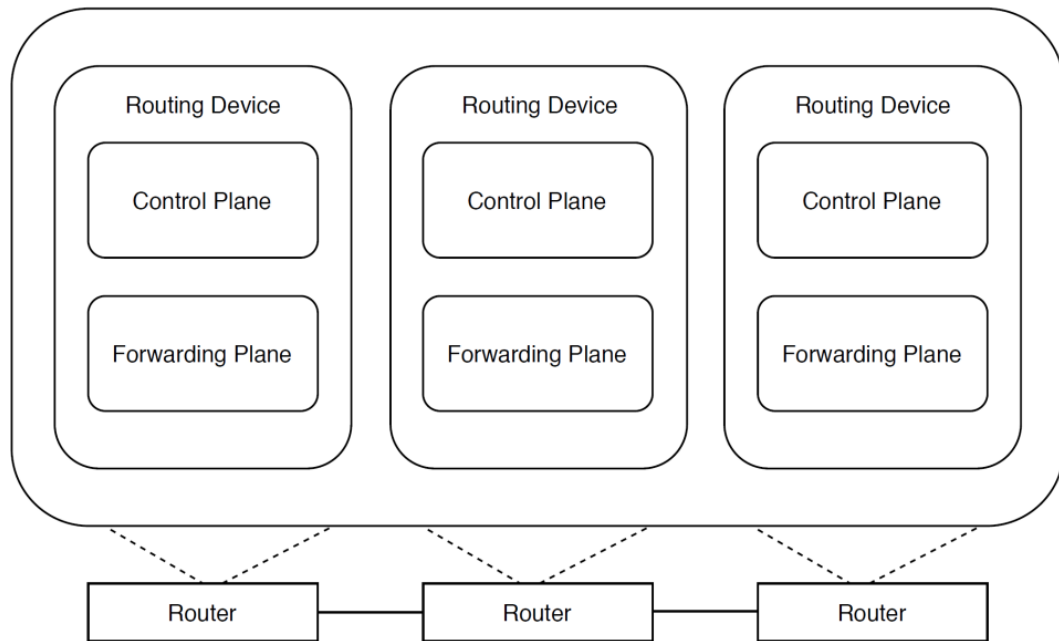 Routing Device
Routing Device
Routing Device
Control Plane
Control Plane
Control Plane
Forwarding Plane
Forwarding Plane
Forwarding Plane
Router
Router
Router